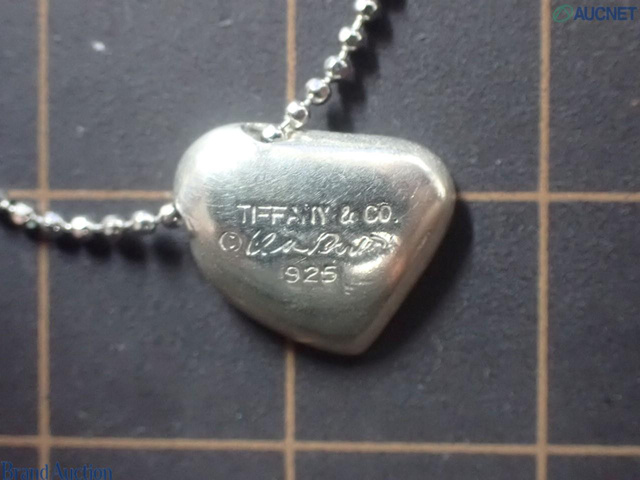 AUCNET
TIFFANY & CO.
©
925
Brand Auction